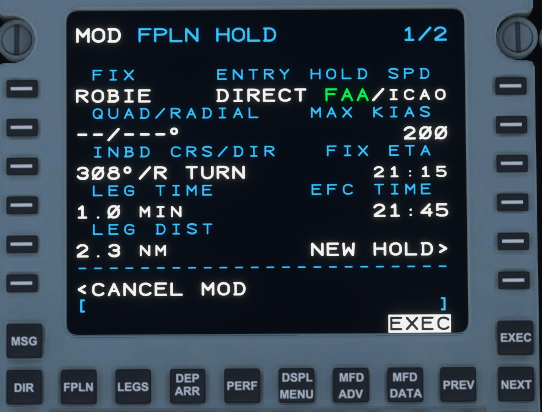 MOD FPLN HOLD 1/2
FIX ENTRY HOLD SPD
ROBIE DIRECT FAA/ICAO
QUAD/RADIAL MAX KIAS
--/---° 200
INBD CRS/DIR FIX ETA
308°/R TURN 21:15
LEG TIME EFC TIME
1.0 MIN 21:45
LEG DIST
2.3 NM NEW HOLD>
----------------------------
<CANCEL MOD
[ ]
EXEC
MSG EXEC
DIR FPLN LEGS DEP ARR PERF DSPL MENU MFD ADV MFD DATA PREV NEXT